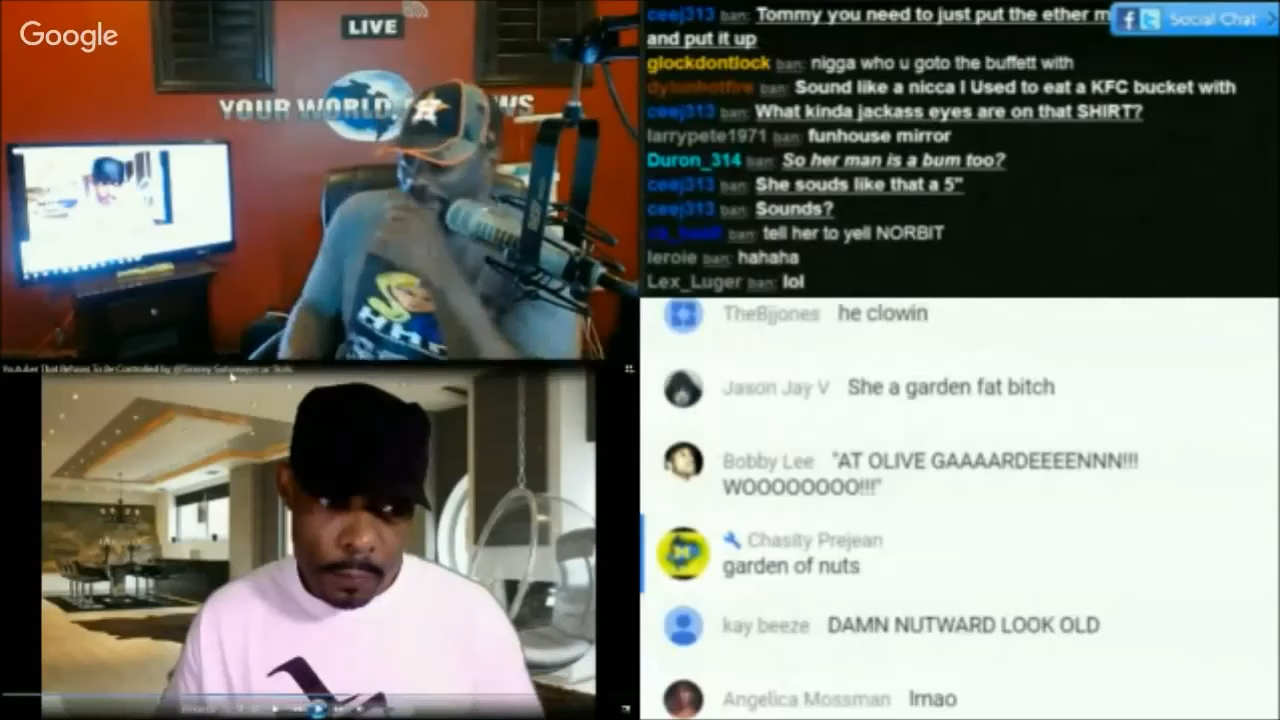 Google
LIVE
YOUR WORLD
WS
ceej313 ban: Tommy you need to just put the ether m
and put it up
Social Chat
glockdontlock ban: nigga who u goto the buffett with
dylonhotfire ban: Sound like a nicca I Used to eat a KFC bucket with
ceej313 ban: What kinda jackass eyes are on that SHIRT?
larrypete1971 ban: funhouse mirror
Duron_314 ban: So her man is a bum too?
ceej313 ban: She souds like that a 5"
ceej313 ban: Sounds?
ban: tell her to yell NORBIT
leroie ban: hahaha
Lex_Luger ban: lol
TheBjjones he clowin
Jason Jay V She a garden fat bitch
Bobby Lee "AT OLIVE GAAAARDEEEENNN!!!
WOOOOOOOO!!!"
Chasity Prejean
garden of nuts
kay beeze DAMN NUTWARD LOOK OLD
Angelica Mossman lmao